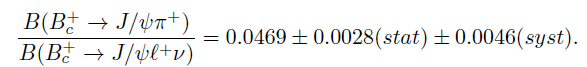 B(B_c^+ → J/ψπ^+) / B(B_c^+ → J/ψℓ^+ν) = 0.0469 ± 0.0028(stat) ± 0.0046(syst).